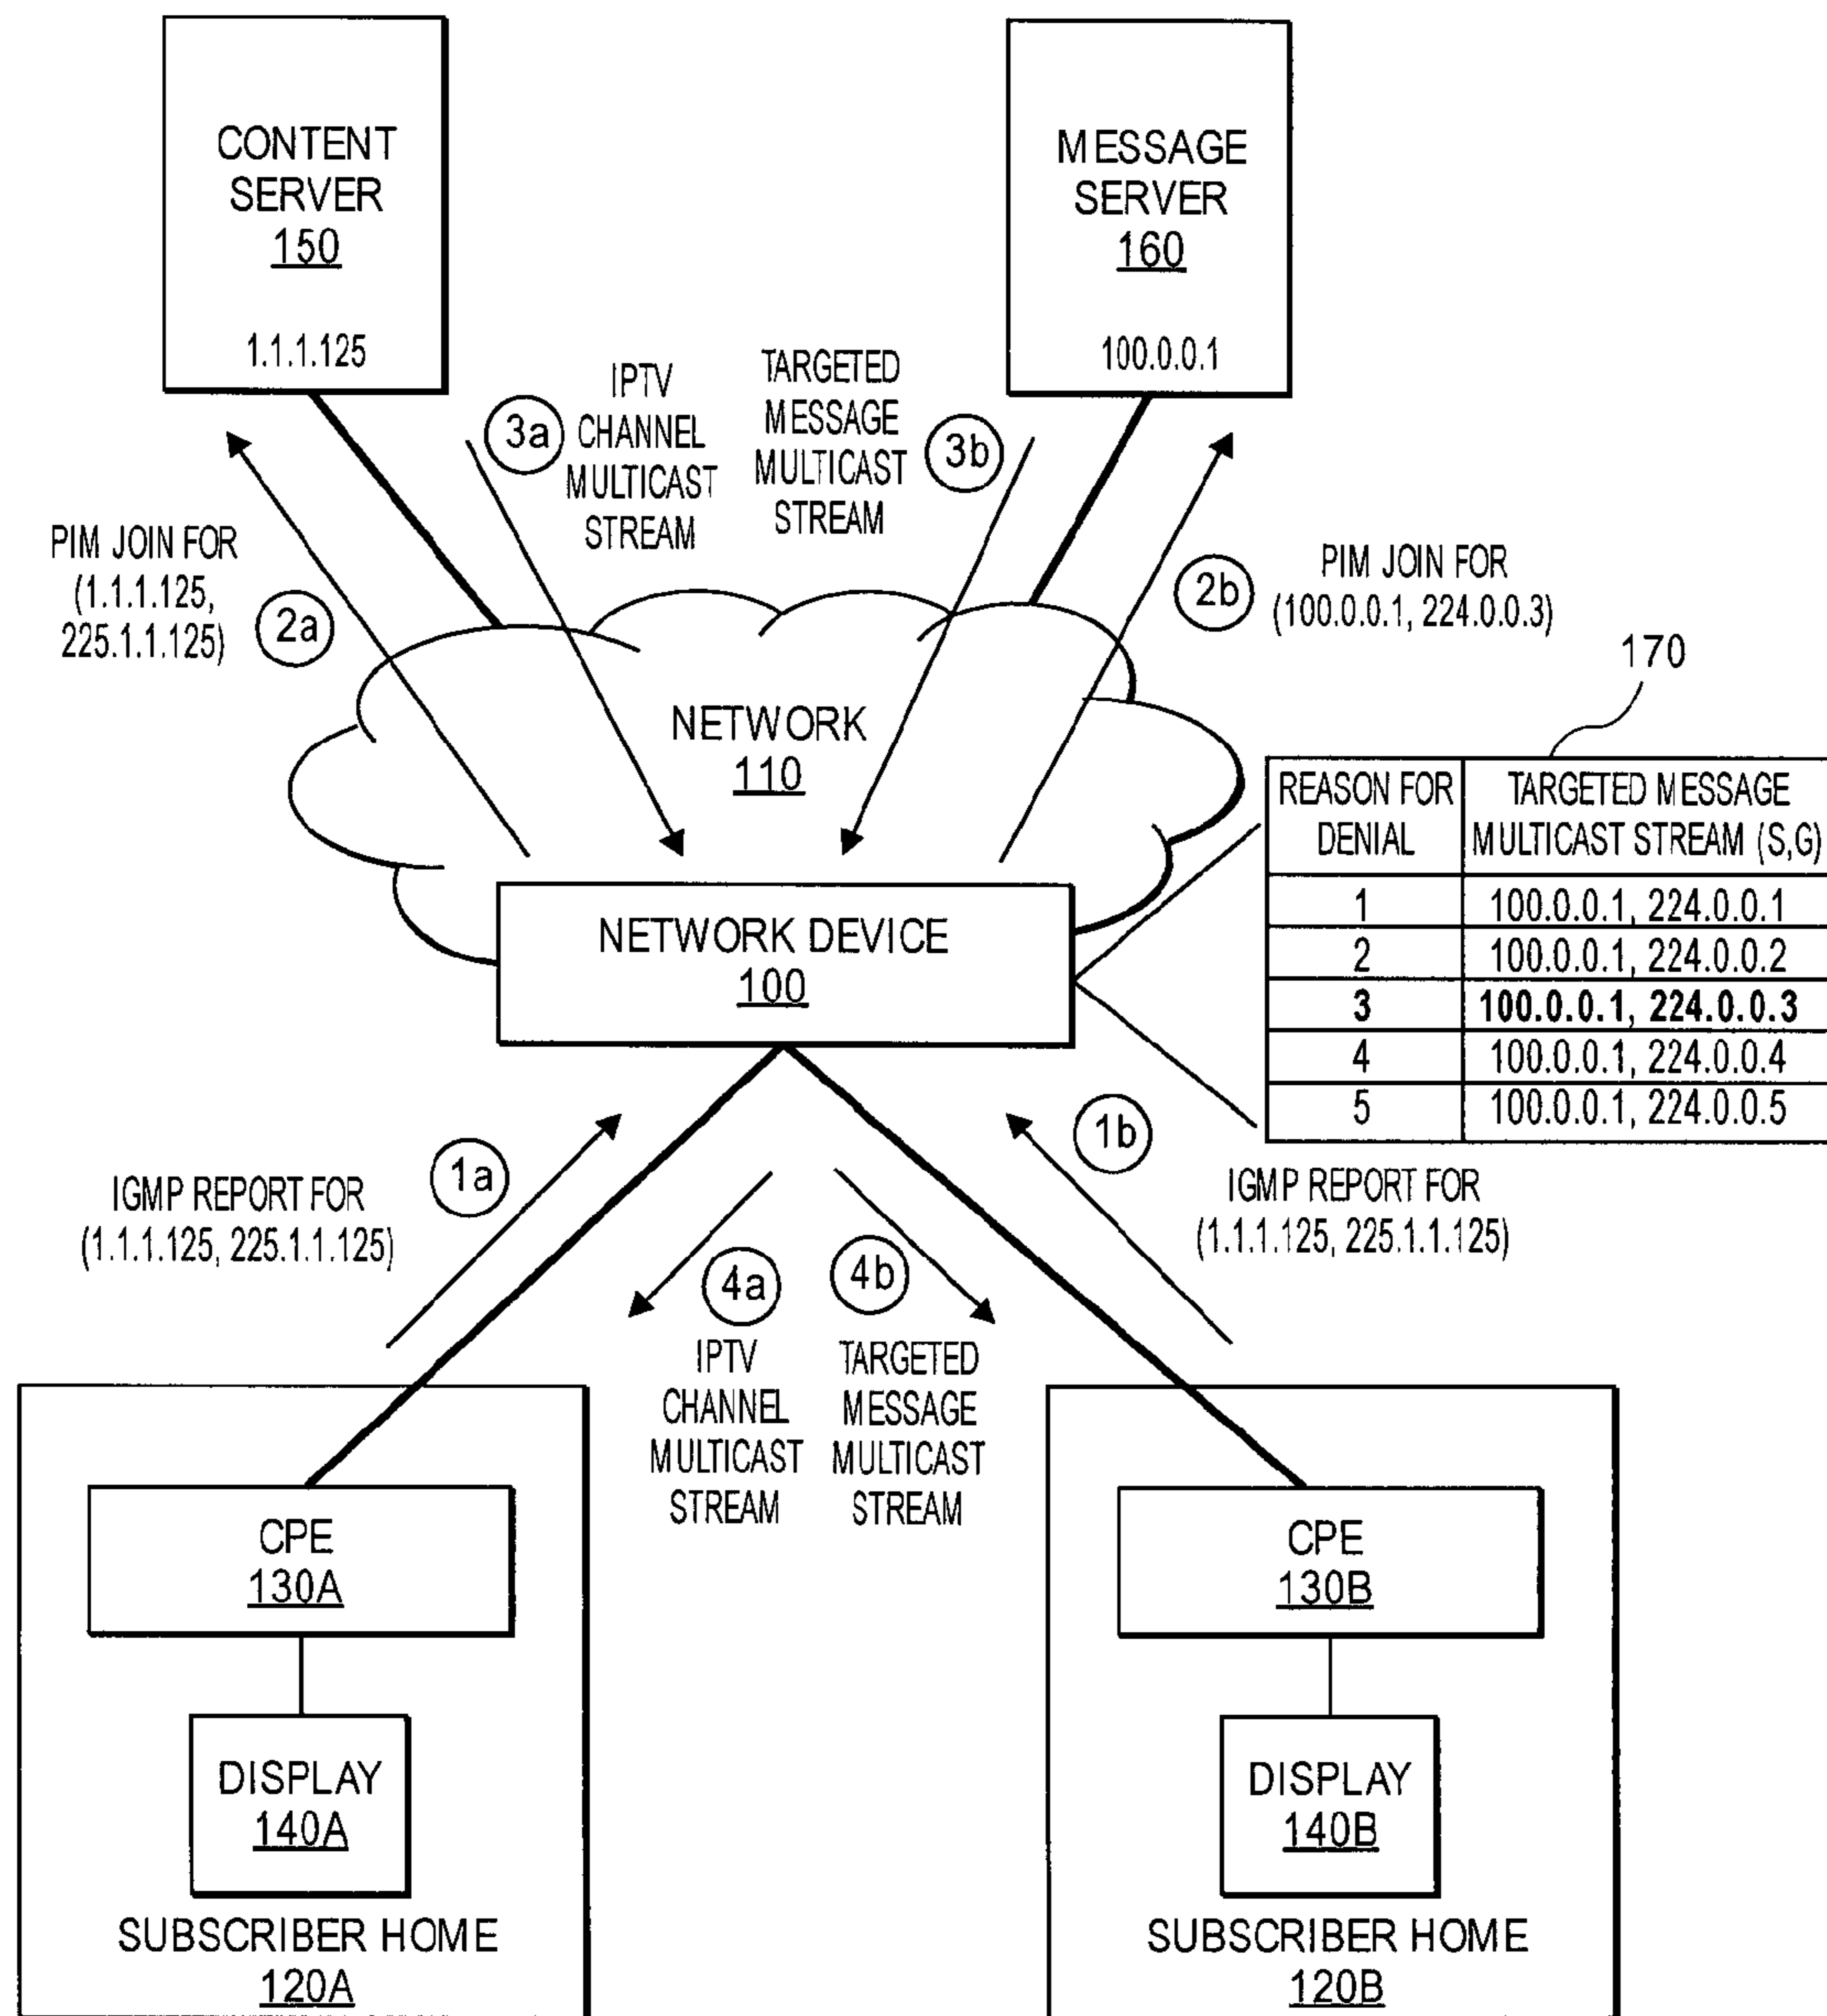 CONTENT
SERVER
150
1.1.1.125
MESSAGE
SERVER
160
100.0.0.1
3a
IPTV
CHANNEL
MULTICAST
STREAM
TARGETED
MESSAGE
MULTICAST
STREAM
3b
PIM JOIN FOR
(1.1.1.125,
225.1.1.125)
2a
2b
PIM JOIN FOR
(100.0.0.1, 224.0.0.3)
170
NETWORK
110
REASON FOR
DENIAL
TARGETED MESSAGE
MULTICAST STREAM (S,G)
1 100.0.0.1, 224.0.0.1
2 100.0.0.1, 224.0.0.2
3 100.0.0.1, 224.0.0.3
4 100.0.0.1, 224.0.0.4
5 100.0.0.1, 224.0.0.5
NETWORK DEVICE
100
1a
IGMP REPORT FOR
(1.1.1.125, 225.1.1.125)
1b
IGMP REPORT FOR
(1.1.1.125, 225.1.1.125)
4a
IPTV
CHANNEL
MULTICAST
STREAM
4b
TARGETED
MESSAGE
MULTICAST
STREAM
CPE
130A
DISPLAY
140A
SUBSCRIBER HOME
120A
CPE
130B
DISPLAY
140B
SUBSCRIBER HOME
120B